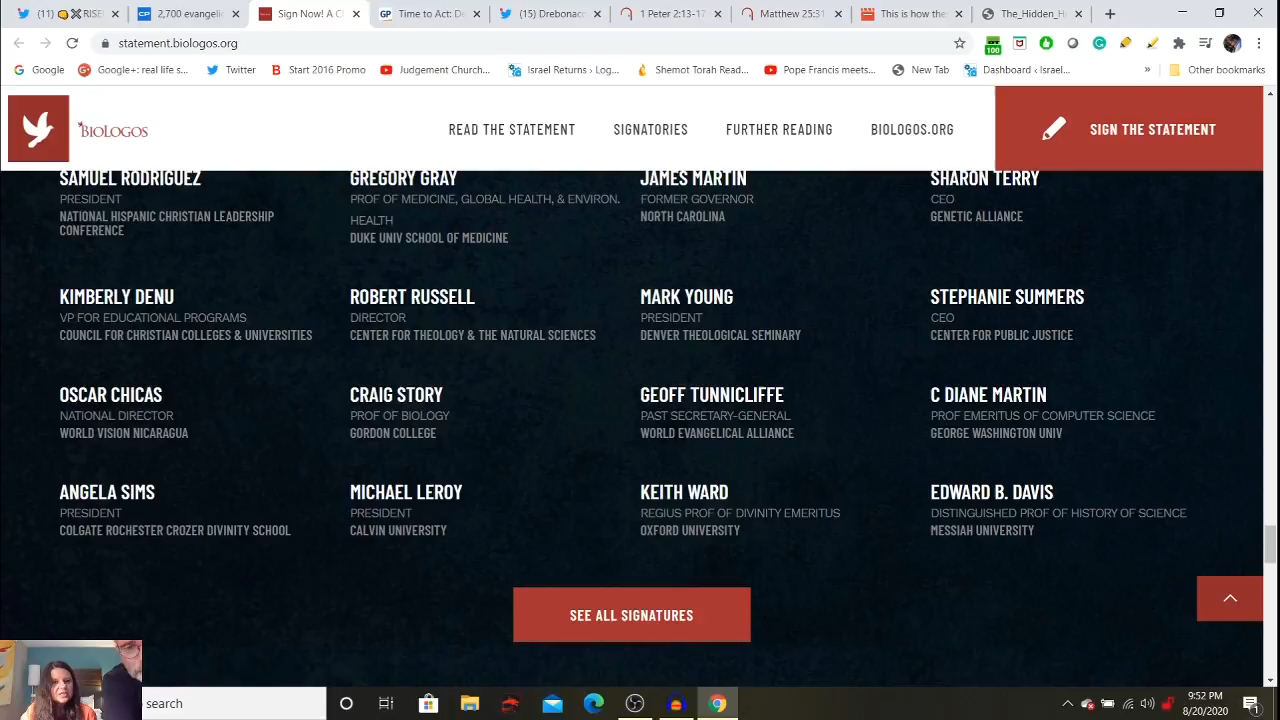 (2) Home
2,700 evangelic
Sign Now! A C
GP Time to Act: De
(15) Drebonacc
1 Peter 2:13-1
Matthew 253:1
This is how the
The_Hidden_H
statement.biologos.org
100
Google
Google+: real life s...
Twitter
B Start 2016 Promo
Judgement Church...
Israel Returns › Log...
Shemot Torah Read...
Pope Francis meets...
New Tab
Dashboard ‹ Israel...
»
Other bookmarks
BIOLOGOS
READ THE STATEMENT
SIGNATORIES
FURTHER READING
BIOLOGOS.ORG
SIGN THE STATEMENT
SAMUEL RODRIGUEZ
PRESIDENT
NATIONAL HISPANIC CHRISTIAN LEADERSHIP
CONFERENCE
GREGORY GRAY
PROF OF MEDICINE, GLOBAL HEALTH, & ENVIRON.
HEALTH
DUKE UNIV SCHOOL OF MEDICINE
JAMES MARTIN
FORMER GOVERNOR
NORTH CAROLINA
SHARON TERRY
CEO
GENETIC ALLIANCE
KIMBERLY DENU
VP FOR EDUCATIONAL PROGRAMS
COUNCIL FOR CHRISTIAN COLLEGES & UNIVERSITIES
ROBERT RUSSELL
DIRECTOR
CENTER FOR THEOLOGY & THE NATURAL SCIENCES
MARK YOUNG
PRESIDENT
DENVER THEOLOGICAL SEMINARY
STEPHANIE SUMMERS
CEO
CENTER FOR PUBLIC JUSTICE
OSCAR CHICAS
NATIONAL DIRECTOR
WORLD VISION NICARAGUA
CRAIG STORY
PROF OF BIOLOGY
GORDON COLLEGE
GEOFF TUNNICLIFFE
PAST SECRETARY-GENERAL
WORLD EVANGELICAL ALLIANCE
C DIANE MARTIN
PROF EMERITUS OF COMPUTER SCIENCE
GEORGE WASHINGTON UNIV
ANGELA SIMS
PRESIDENT
COLGATE ROCHESTER CROZER DIVINITY SCHOOL
MICHAEL LEROY
PRESIDENT
CALVIN UNIVERSITY
KEITH WARD
REGIUS PROF OF DIVINITY EMERITUS
OXFORD UNIVERSITY
EDWARD B. DAVIS
DISTINGUISHED PROF OF HISTORY OF SCIENCE
MESSIAH UNIVERSITY
SEE ALL SIGNATURES
search
9:52 PM
8/20/2020